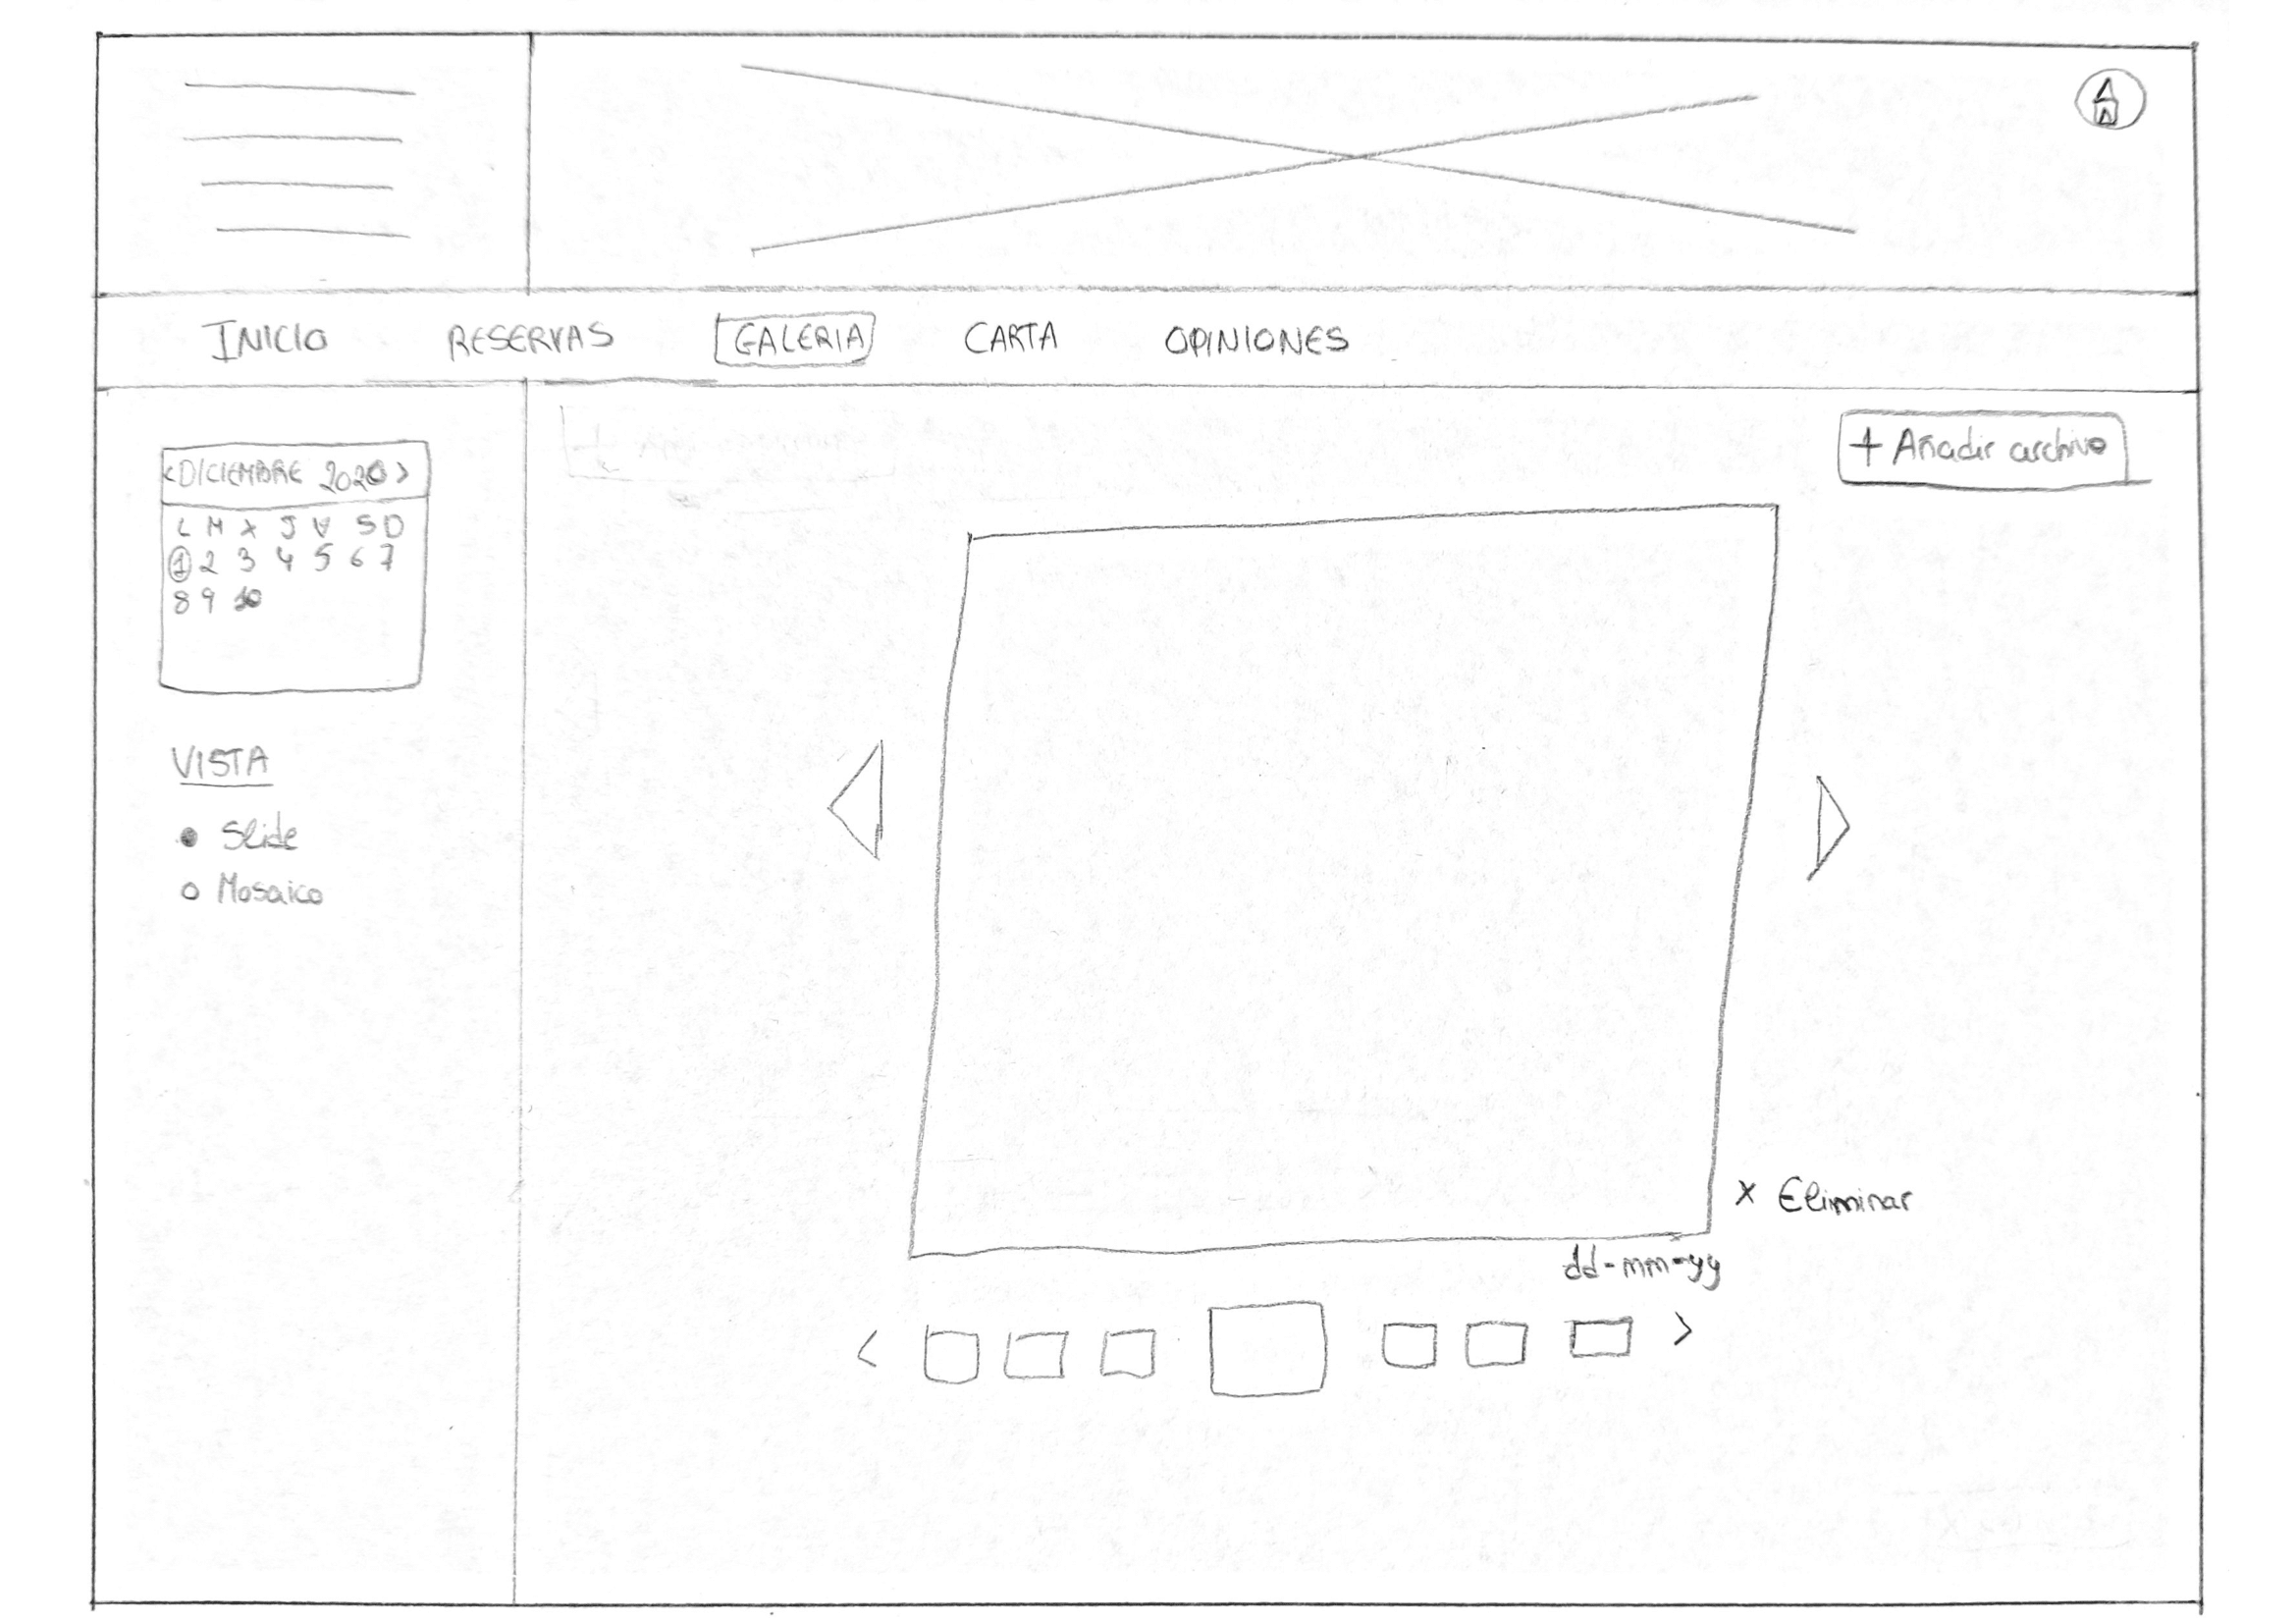 INICIO RESERVAS GALERIA CARTA OPINIONES
+ Añadir archivo
<DICIEMBRE 2020>
L M X J V S D
1 2 3 4 5 6 7
8 9 10
VISTA
Slide
Mosaico
x Eliminar
dd-mm-yy
< >